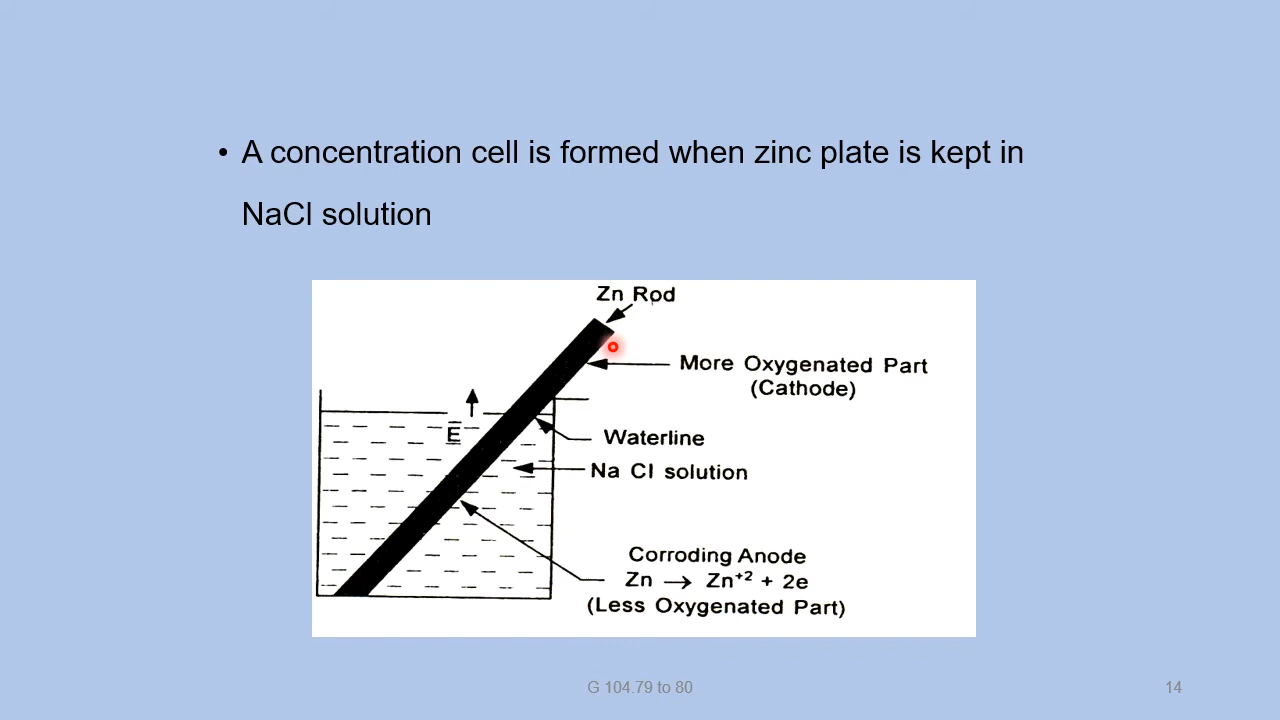 • A concentration cell is formed when zinc plate is kept in
NaCl solution
Zn Rod
More Oxygenated Part
(Cathode)
E
Waterline
Na Cl solution
Corroding Anode
Zn → Zn⁺² + 2e
(Less Oxygenated Part)
G 104.79 to 80
14